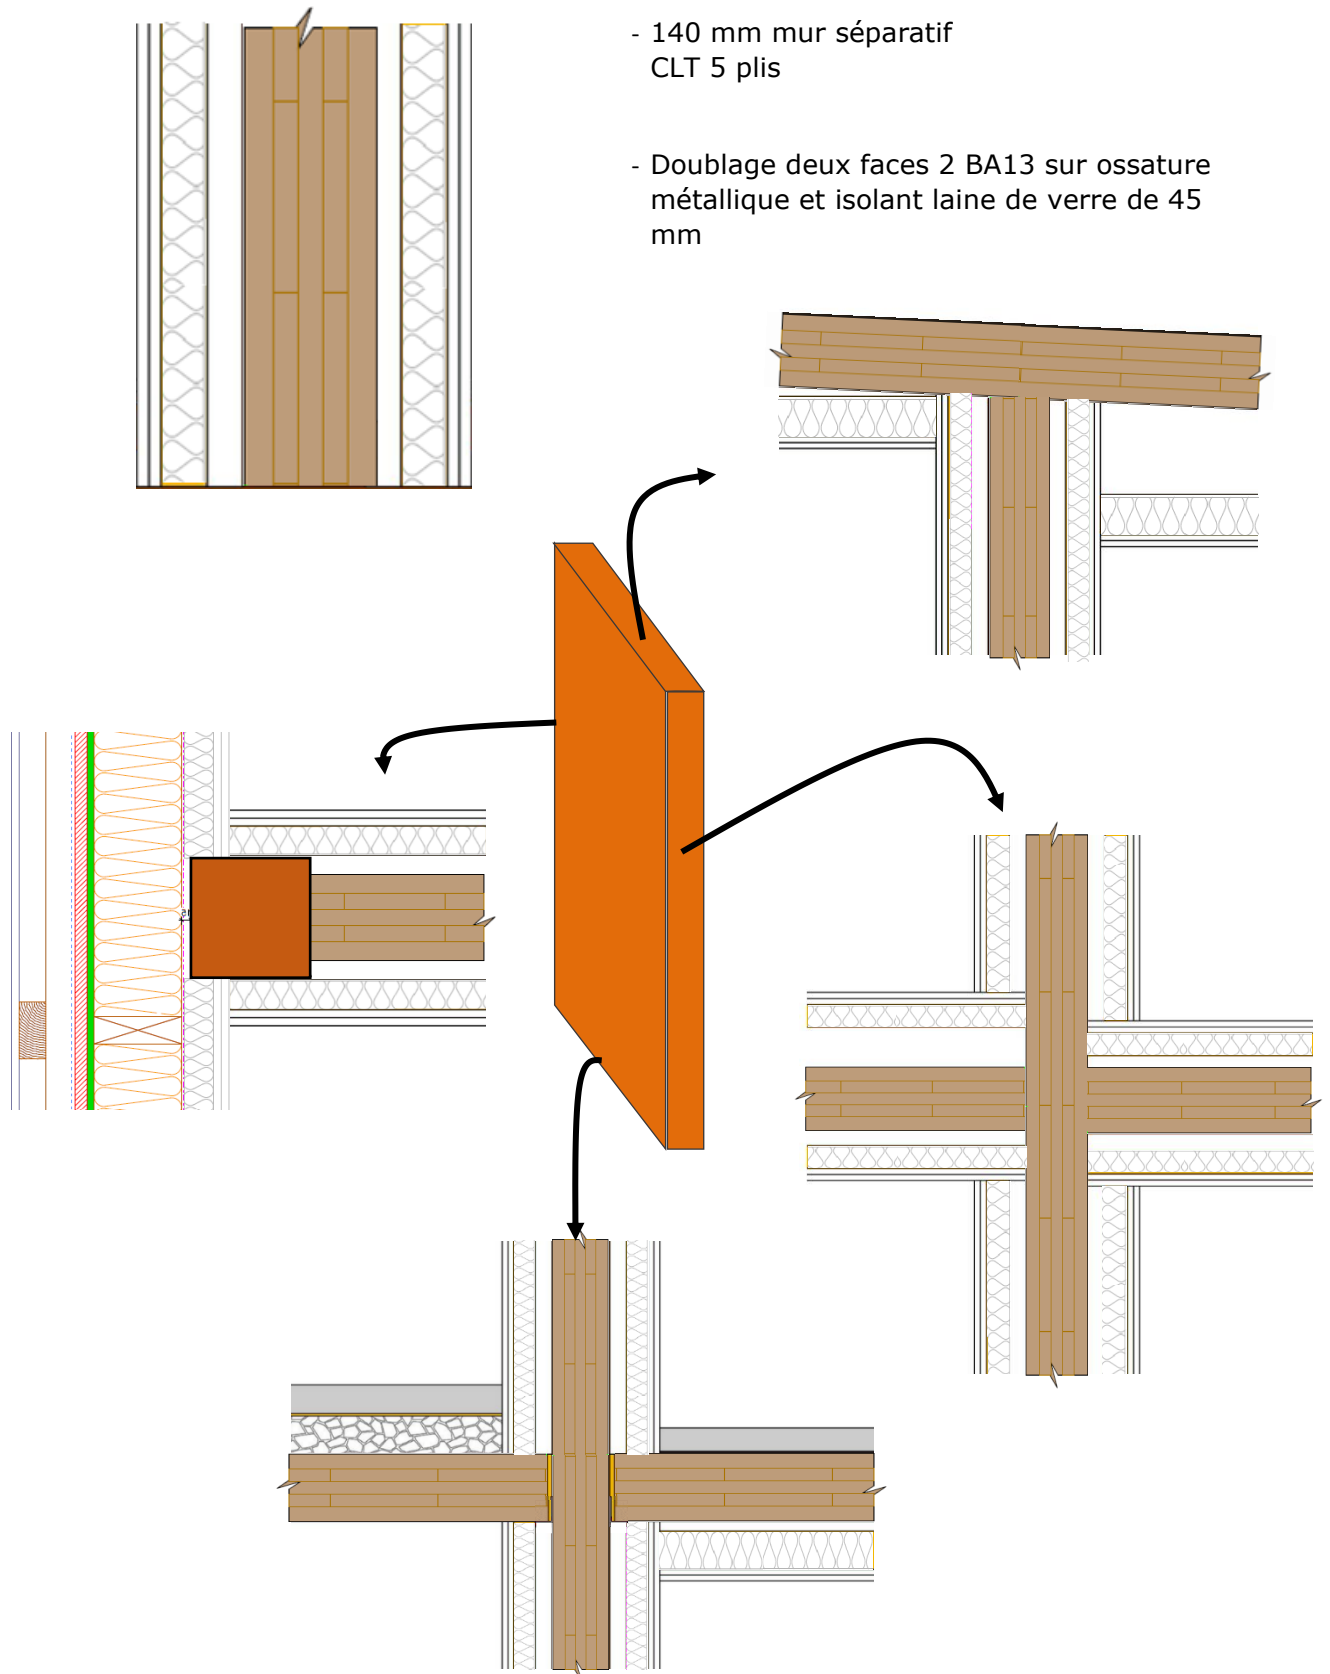 - 140 mm mur séparatif
CLT 5 plis
- Doublage deux faces 2 BA13 sur ossature
métallique et isolant laine de verre de 45
mm